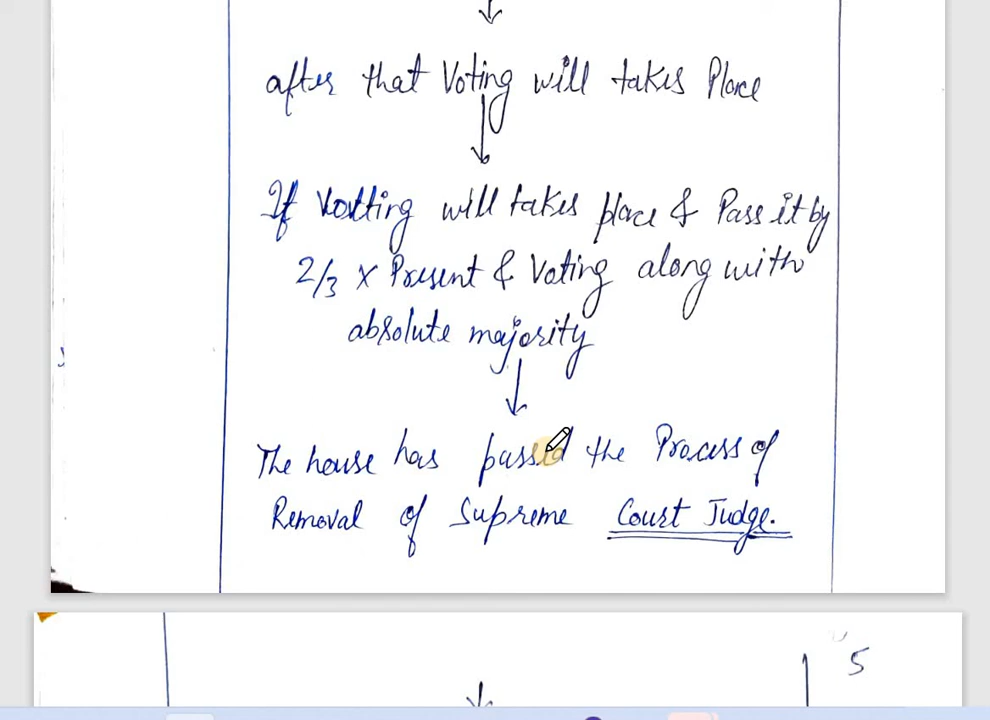 after that Voting will takes Place
If Votting will takes place & Pass it by
2/3 x Present & Voting along with
absolute majority
The house has passed the Process of
Removal of Supreme Court Judge.
5